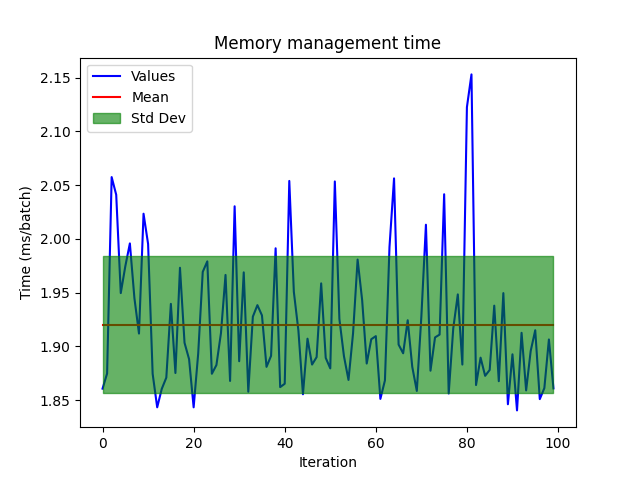 Memory management time
Values
Mean
Std Dev
2.15
2.10
2.05
2.00
1.95
1.90
1.85
Time (ms/batch)
0 20 40 60 80 100
Iteration